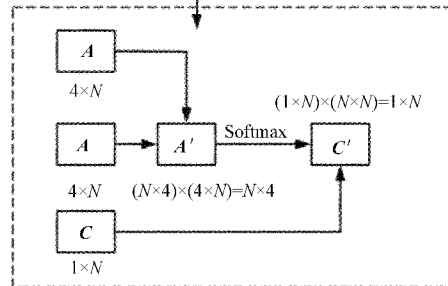 A
4×N
(1×N)×(N×N)=1×N
Softmax
A
A′
C′
4×N
(N×4)×(4×N)=N×4
C
1×N